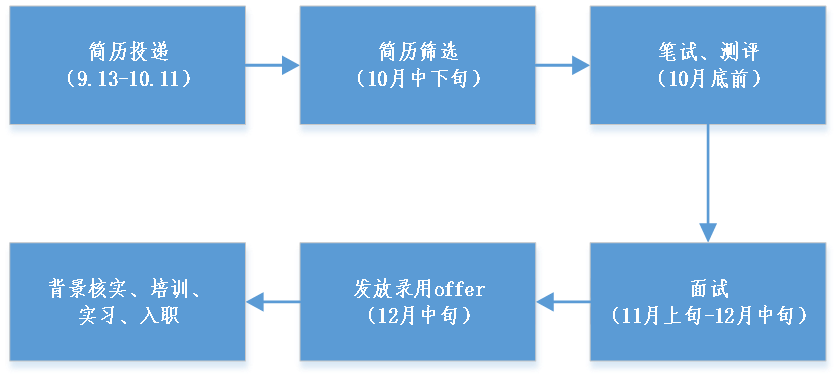 简历投递
（9.13-10.11）
简历筛选
（10月中下旬）
笔试、测评
（10月底前）
面试
（11月上旬-12月中旬）
发放录用offer
（12月中旬）
背景核实、培训、
实习、入职